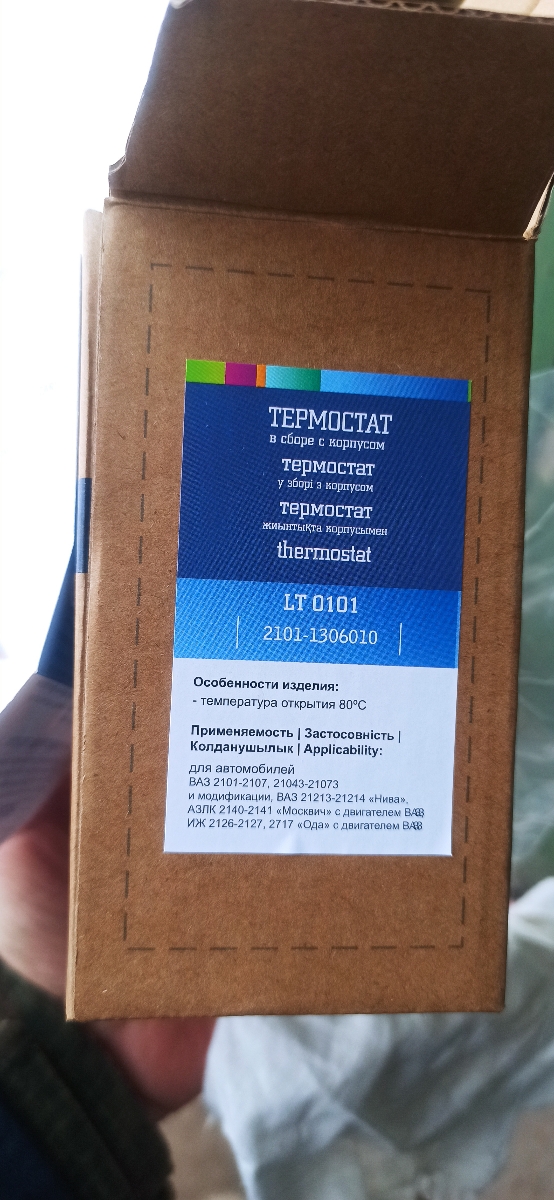 ТЕРМОСТАТ
в сборе с корпусом
термостат
у зборі з корпусом
термостат
жиынтықта корпусымен
thermostat
LT 0101
2101-1306010
Особенности изделия:
- температура открытия 80ºС
Применяемость | Застосовність |
Колданушылык | Applicability:
для автомобилей
ВАЗ 2101-2107, 21043-21073
и модификации, ВАЗ 21213-21214 «Нива»,
АЗЛК 2140-2141 «Москвич» с двигателем ВАЗ,
ИЖ 2126-2127, 2717 «Ода» с двигателем ВАЗ